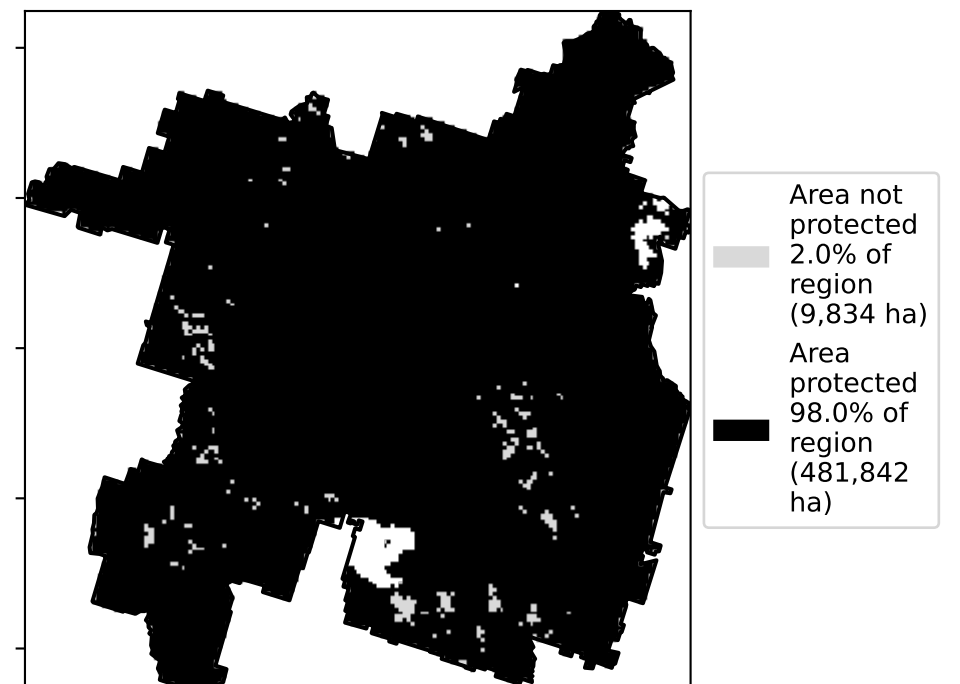 Area not
protected
2.0% of
region
(9,834 ha)
Area
protected
98.0% of
region
(481,842
ha)